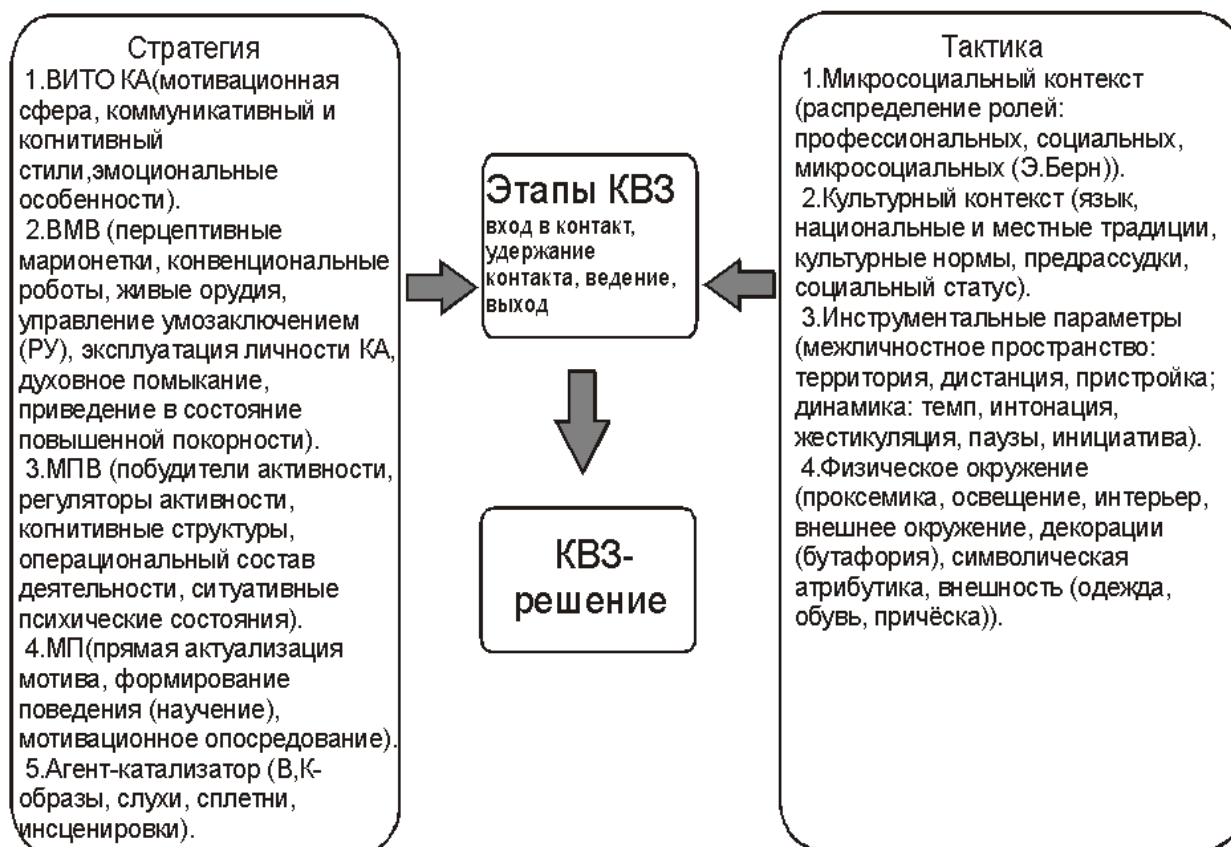 Стратегия
1.ВИТО КА(мотивационная
сфера, коммуникативный и
когнитивный
стили,эмоциональные
особенности).
2.ВМВ (перцептивные
марионетки, конвенциональные
роботы, живые орудия,
управление умозаключением
(РУ), эксплуатация личности КА,
духовное помыкание,
приведение в состояние
повышенной покорности).
3.МПВ (побудители активности,
регуляторы активности,
когнитивные структуры,
операциональный состав
деятельности, ситуативные
психические состояния).
4.МП(прямая актуализация
мотива, формирование
поведения (научение),
мотивационное опосредование).
5.Агент-катализатор (В,К-
образы, слухи, сплетни,
инсценировки).
Этапы КВЗ
вход в контакт,
удержание
контакта, ведение,
выход
КВЗ-
решение
Тактика
1.Микросоциальный контекст
(распределение ролей:
профессиональных, социальных,
микросоциальных (Э.Берн)).
2.Культурный контекст (язык,
национальные и местные традиции,
культурные нормы, предрассудки,
социальный статус).
3.Инструментальные параметры
(межличностное пространство:
территория, дистанция, пристройка;
динамика: темп, интонация,
жестикуляция, паузы, инициатива).
4.Физическое окружение
(проксемика, освещение, интерьер,
внешнее окружение, декорации
(бутафория), символическая
атрибутика, внешность (одежда,
обувь, причёска)).